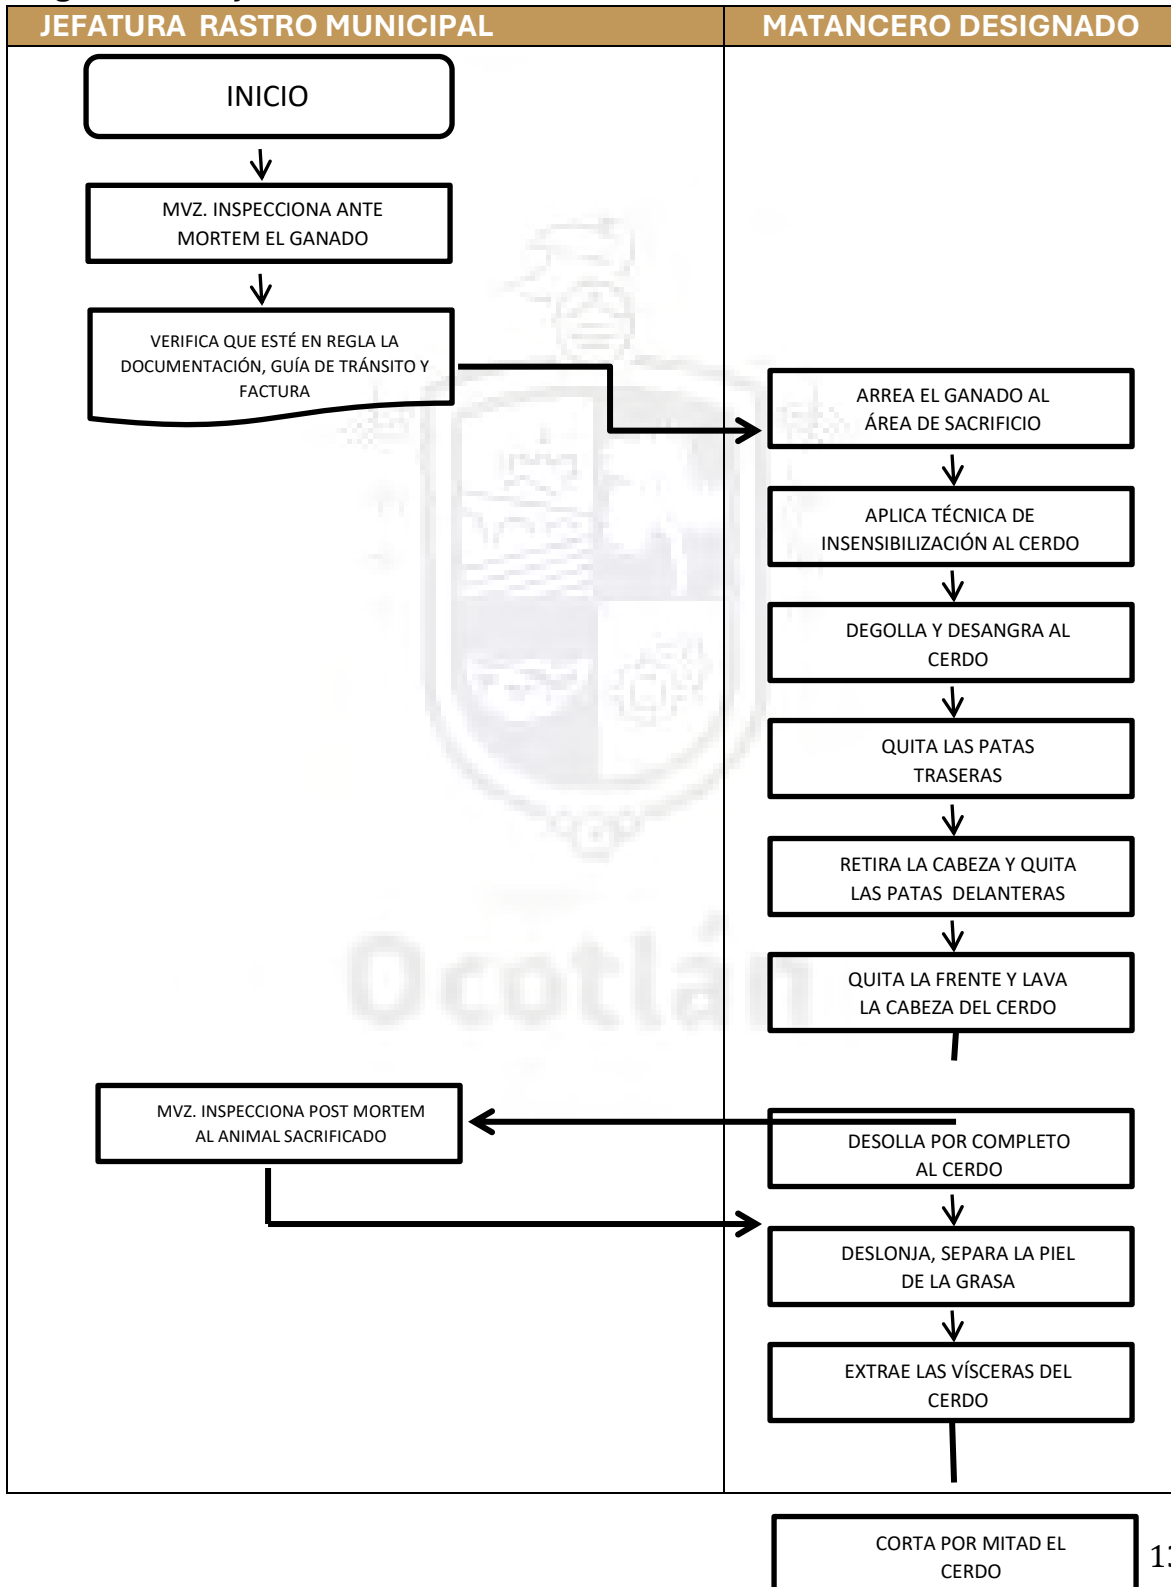 JEFATURA RASTRO MUNICIPAL
MATANCERO DESIGNADO
INICIO
MVZ. INSPECCIONA ANTE
MORTEM EL GANADO
VERIFICA QUE ESTÉ EN REGLA LA
DOCUMENTACIÓN, GUÍA DE TRÁNSITO Y
FACTURA
ARREA EL GANADO AL
ÁREA DE SACRIFICIO
APLICA TÉCNICA DE
INSENSIBILIZACIÓN AL CERDO
DEGOLLA Y DESANGRA AL
CERDO
QUITA LAS PATAS
TRASERAS
RETIRA LA CABEZA Y QUITA
LAS PATAS DELANTERAS
QUITA LA FRENTE Y LAVA
LA CABEZA DEL CERDO
Ocotlán
MVZ. INSPECCIONA POST MORTEM
AL ANIMAL SACRIFICADO
DESOLLA POR COMPLETO
AL CERDO
DESLONJA, SEPARA LA PIEL
DE LA GRASA
EXTRAE LAS VÍSCERAS DEL
CERDO
CORTA POR MITAD EL
CERDO